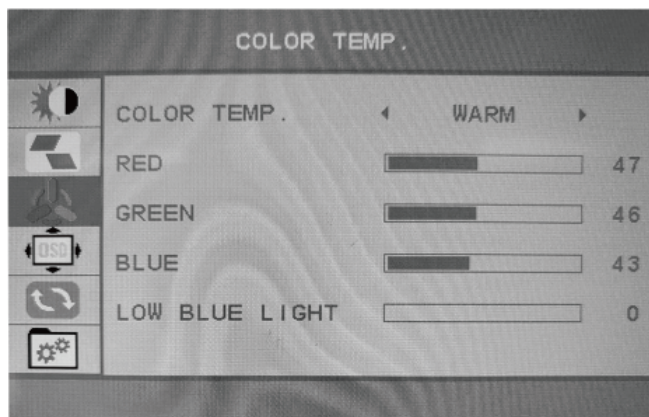 COLOR TEMP.
COLOR TEMP. WARM
RED 47
GREEN 46
BLUE 43
OSD
LOW BLUE LIGHT 0